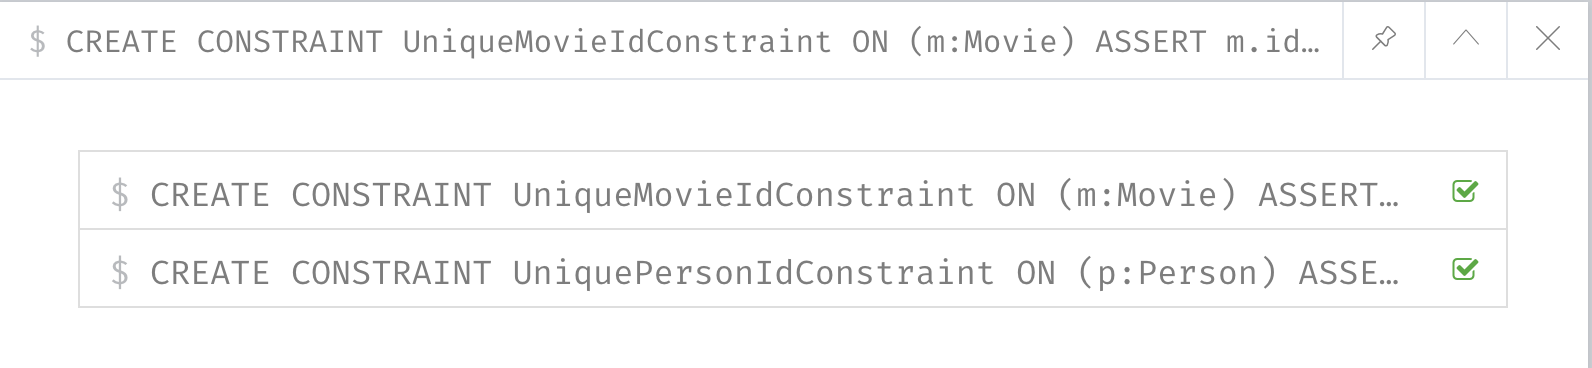 $ CREATE CONSTRAINT UniqueMovieIdConstraint ON (m:Movie) ASSERT m.id…
$ CREATE CONSTRAINT UniqueMovieIdConstraint ON (m:Movie) ASSERT…
$ CREATE CONSTRAINT UniquePersonIdConstraint ON (p:Person) ASSE…